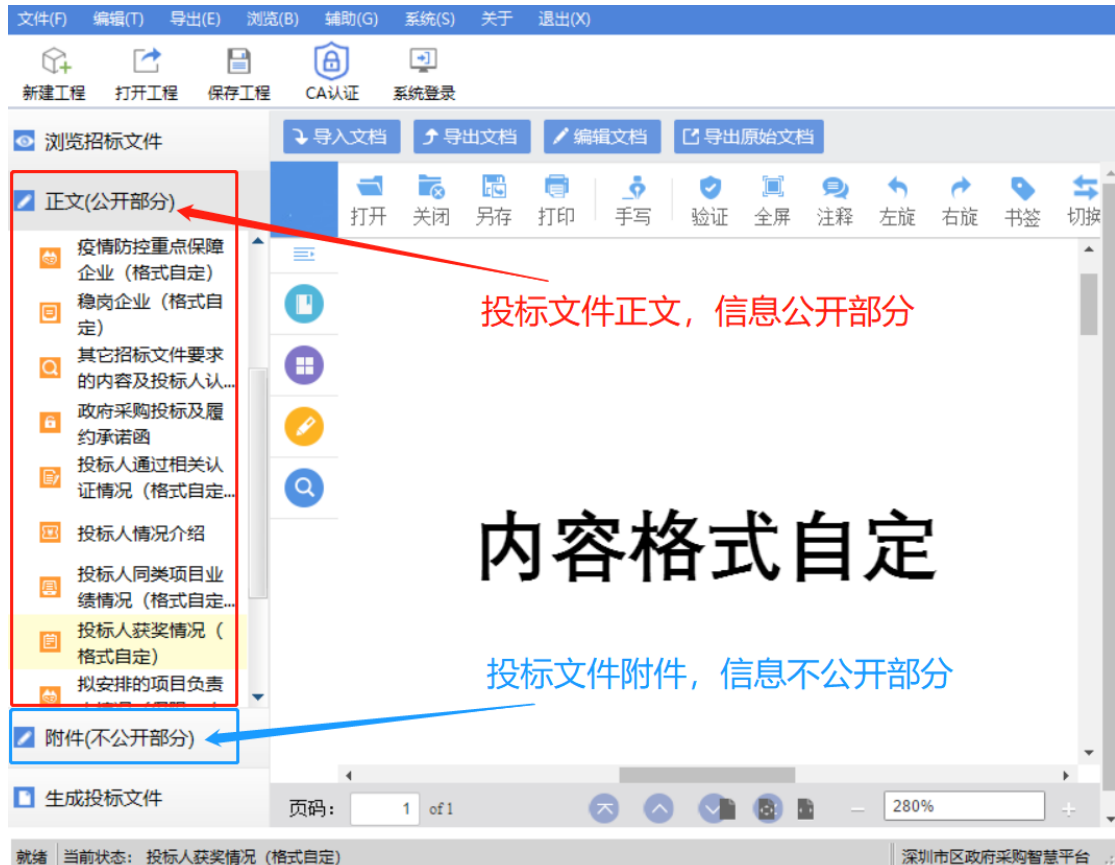 文件(F) 编辑(T) 导出(E) 浏览(B) 辅助(G) 系统(S) 关于 退出(X)
新建工程 打开工程 保存工程 CA认证 系统登录
浏览招标文件
导入文档 导出文档 编辑文档 导出原始文档
正文(公开部分)
打开 关闭 另存 打印 手写 验证 全屏 注释 左旋 右旋 书签 切换
疫情防控重点保障
企业（格式自定）
稳岗企业（格式自
定）
其它招标文件要求
的内容及投标人认...
政府采购投标及履
约承诺函
投标人通过相关认
证情况（格式自定...
投标人情况介绍
投标人同类项目业
绩情况（格式自定...
投标人获奖情况（
格式自定）
拟安排的项目负责
投标文件正文，信息公开部分
内容格式自定
投标文件附件，信息不公开部分
附件(不公开部分)
生成投标文件
页码： 1 of 1 280%
就绪 当前状态： 投标人获奖情况（格式自定） 深圳市区政府采购智慧平台